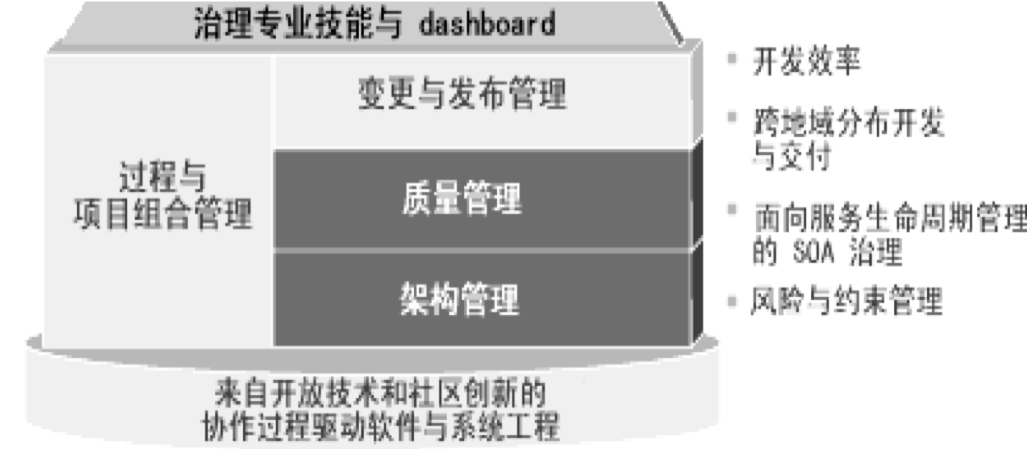 治理专业技能与 dashboard
变更与发布管理
过程与
项目组合管理
质量管理
架构管理
来自开放技术和社区创新的
协作过程驱动软件与系统工程
开发效率
跨地域分布开发
与交付
面向服务生命周期管理
的 SOA 治理
风险与约束管理